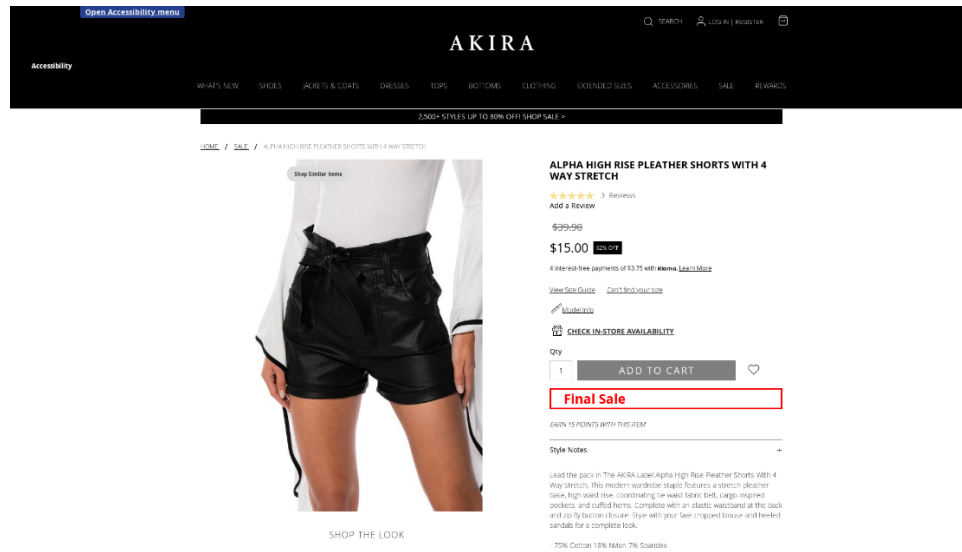 Open Accessibility menu
SEARCH
LOG IN | REGISTER
AKIRA
Accessibility
WHAT'S NEW SHOES JACKETS & COATS DRESSES TOPS BOTTOMS CLOTHING EXTENDED SIZES ACCESSORIES SALE REWARDS
2,500+ STYLES UP TO 80% OFF! SHOP SALE >
HOME / SALE / ALPHA HIGH RISE PLEATHER SHORTS WITH 4 WAY STRETCH
Shop Similar Items
ALPHA HIGH RISE PLEATHER SHORTS WITH 4
WAY STRETCH
3 Reviews
Add a Review
$39.90
$15.00 62% OFF
4 interest-free payments of $3.75 with Klarna. Learn More
View Size Guide Can't find your size
Model Info
CHECK IN-STORE AVAILABILITY
Qty
1 ADD TO CART
Final Sale
EARN 15 POINTS WITH THIS ITEM
Style Notes +
Lead the pack in The AKIRA Label Alpha High Rise Pleather Shorts With 4
Way Stretch. This modern wardrobe staple features a stretch pleather
base, high waist rise, coordinating tie waist fabric belt, cargo inspired
pockets, and cuffed hems. Complete with an elastic waistband at the back
and zip fly button closure. Style with your fave cropped blouse and heeled
sandals for a complete look.
- 75% Cotton 18% Nylon 7% Spandex
SHOP THE LOOK